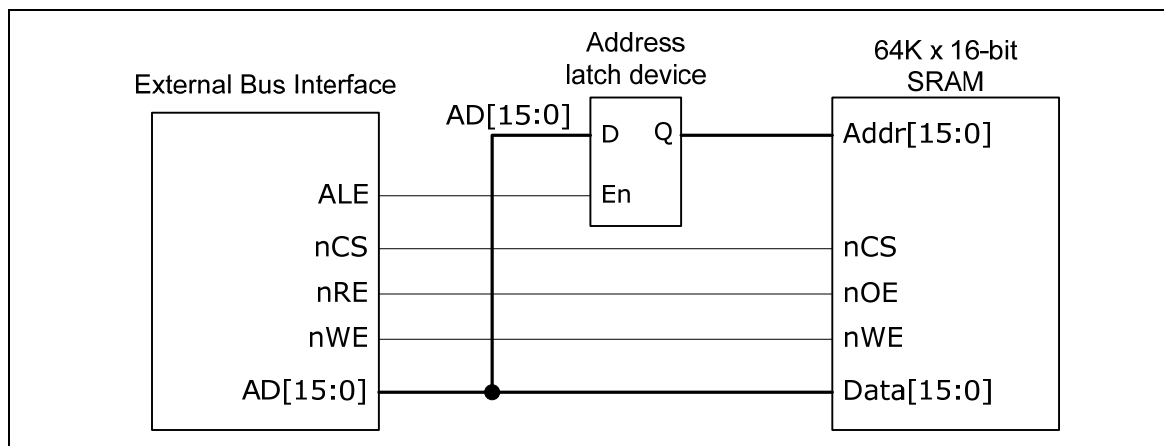 Address
latch device
64K x 16-bit
SRAM
External Bus Interface
AD[15:0]
D Q
Addr[15:0]
ALE
En
nCS
nCS
nRE
nOE
nWE
nWE
AD[15:0]
Data[15:0]